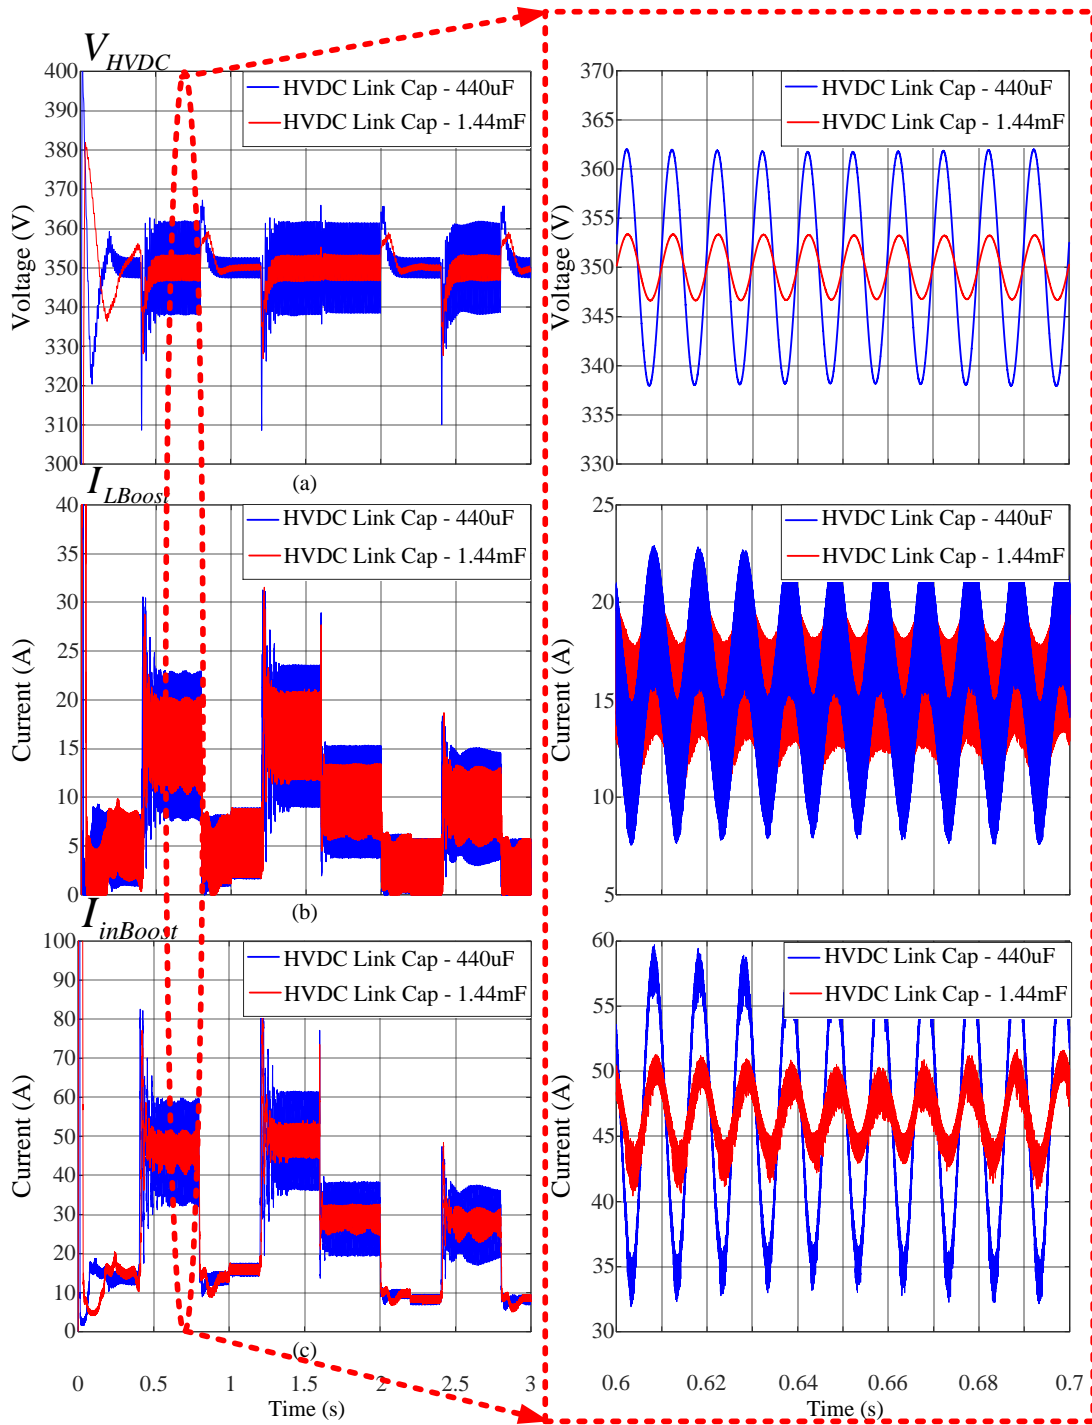 V_HVDC
HVDC Link Cap - 440uF
HVDC Link Cap - 1.44mF
Voltage (V)
400
390
380
370
360
350
340
330
320
310
300
(a)
HVDC Link Cap - 440uF
HVDC Link Cap - 1.44mF
Voltage (V)
370
365
360
355
350
345
340
335
330
I_LBoost
HVDC Link Cap - 440uF
HVDC Link Cap - 1.44mF
Current (A)
40
35
30
25
20
15
10
5
0
(b)
HVDC Link Cap - 440uF
HVDC Link Cap - 1.44mF
Current (A)
25
20
15
10
5
I_inBoost
HVDC Link Cap - 440uF
HVDC Link Cap - 1.44mF
Current (A)
100
90
80
70
60
50
40
30
20
10
0
(c)
0 0.5 1 1.5 2 2.5 3
Time (s)
HVDC Link Cap - 440uF
HVDC Link Cap - 1.44mF
Current (A)
60
55
50
45
40
35
30
0.6 0.62 0.64 0.66 0.68 0.7
Time (s)